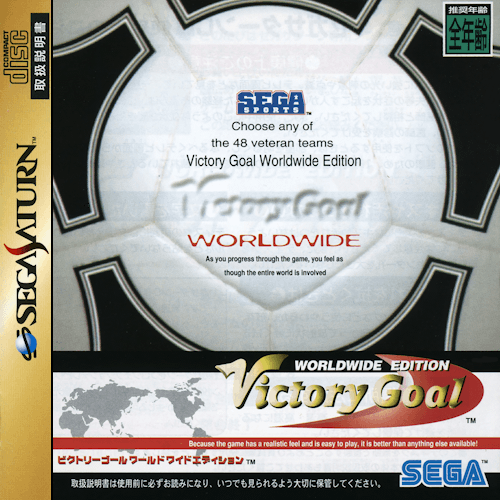 COMPACT
disc
取扱説明書
SEGA SATURN™
推奨年齢
全年齢
SEGA
SPORTS™
Choose any of
the 48 veteran teams
Victory Goal Worldwide Edition
Victory Goal
WORLDWIDE
As you progress through the game, you feel as
though the entire world is involved
WORLDWIDE EDITION
Victory Goal™
Because the game has a realistic feel and is easy to play, it is better than anything else available!
ビクトリーゴール ワールドワイドエディション™
取扱説明書は使用前に必ずお読みになり、いつでも見られるよう大切に保管してください。
SEGA